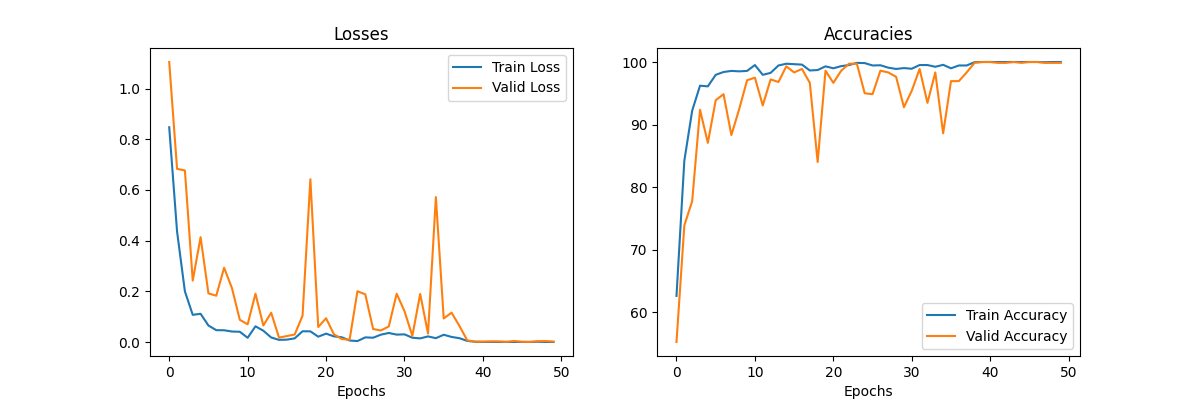 Losses
1.0
0.8
0.6
0.4
0.2
0.0
0 10 20 30 40 50
Epochs
Train Loss
Valid Loss
Accuracies
100
90
80
70
60
0 10 20 30 40 50
Epochs
Train Accuracy
Valid Accuracy